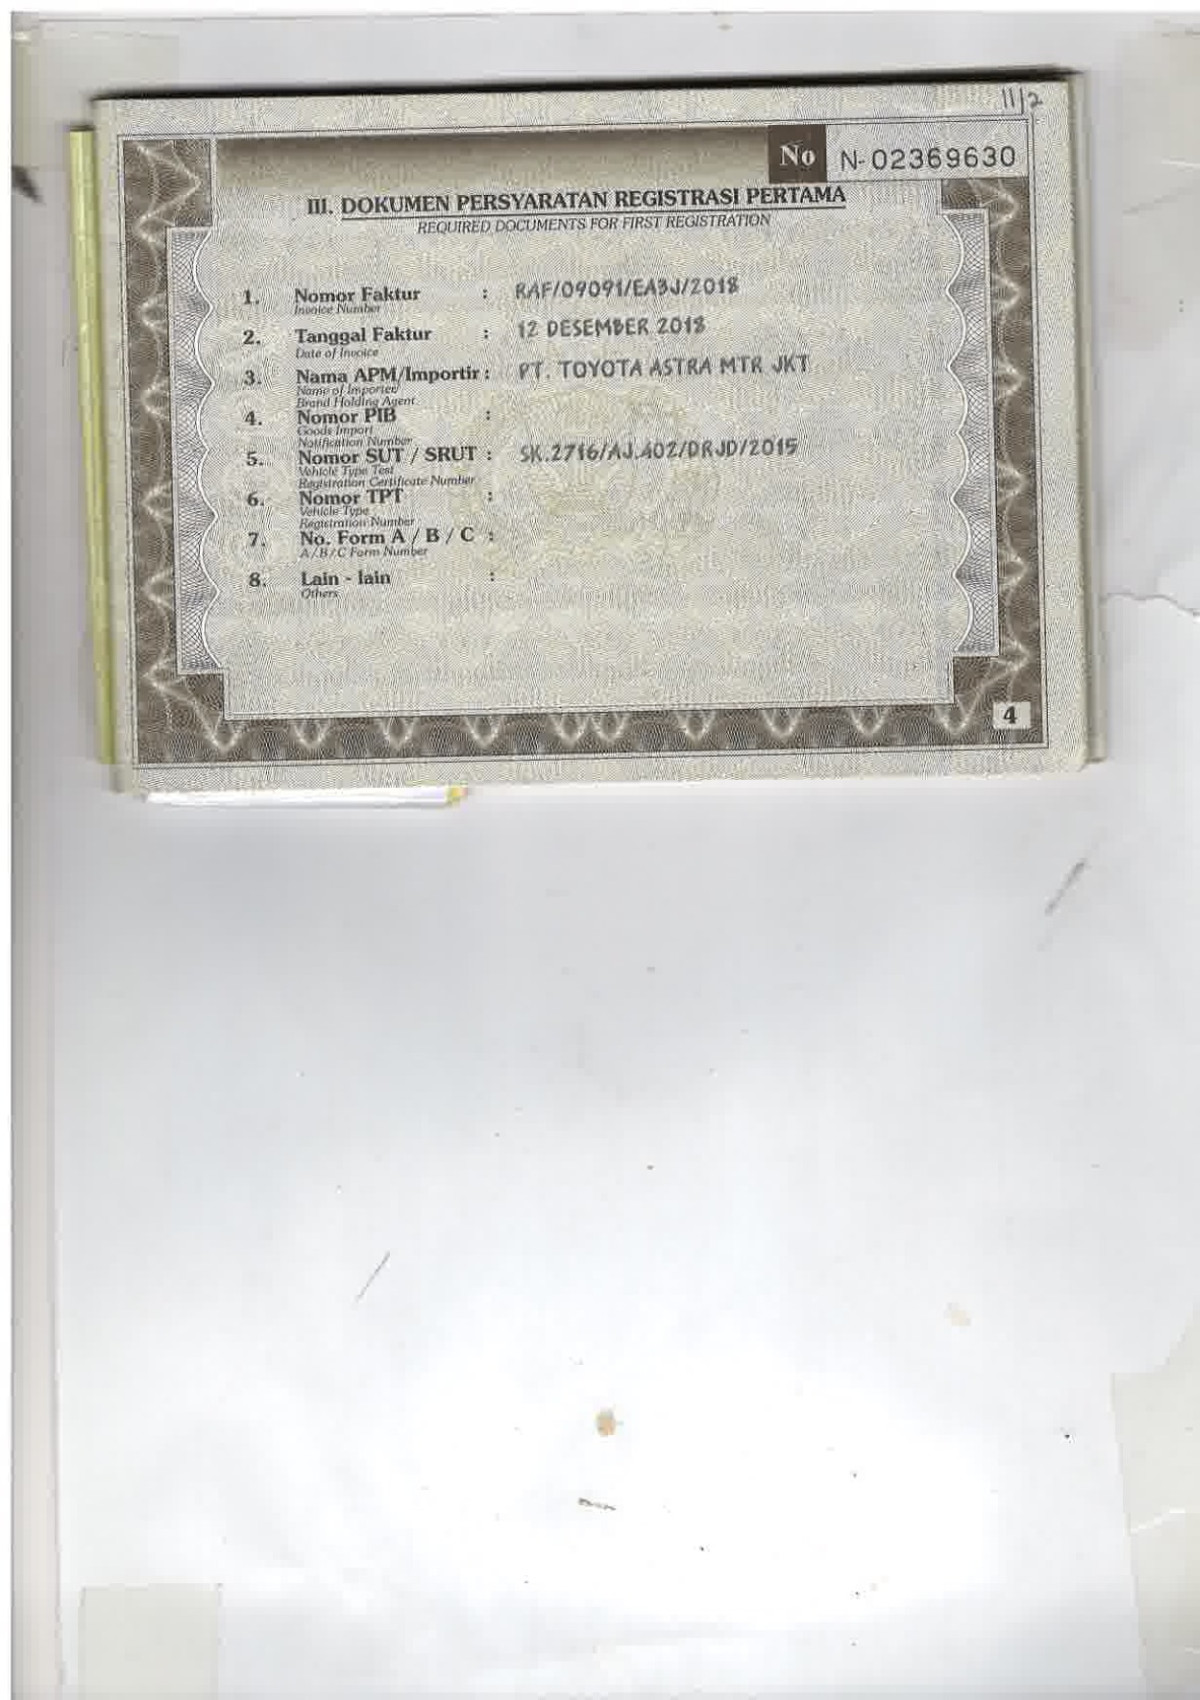 11/2
No N-02369630
III. DOKUMEN PERSYARATAN REGISTRASI PERTAMA
REQUIRED DOCUMENTS FOR FIRST REGISTRATION
1. Nomor Faktur : RAF/09091/EA3J/2018
Invoice Number
2. Tanggal Faktur : 12 DESEMBER 2018
Date of Invoice
3. Nama APM/Importir : PT. TOYOTA ASTRA MTR JKT
Name of Importer/
Brand Holding Agent
4. Nomor PIB :
Goods Import
Notification Number
5. Nomor SUT / SRUT : SK.2716/AJ.402/DRJD/2015
Vehicle Type Test
Registration Certificate Number
6. Nomor TPT :
Vehicle Type
Registration Number
7. No. Form A / B / C :
A/B/C Form Number
8. Lain - lain :
Others
4